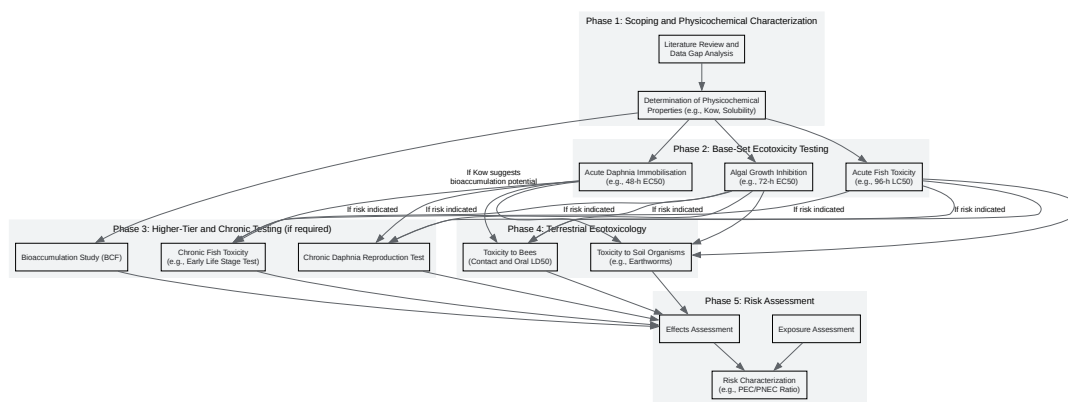 Phase 1: Scoping and Physicochemical Characterization
Literature Review and
Data Gap Analysis
Determination of Physicochemical
Properties (e.g., Kow, Solubility)
Phase 2: Base-Set Ecotoxicity Testing
Acute Daphnia Immobilisation
(e.g., 48-h EC50)
Algal Growth Inhibition
(e.g., 72-h EC50)
Acute Fish Toxicity
(e.g., 96-h LC50)
If Kow suggests
bioaccumulation potential
If risk indicated
If risk indicated
If risk indicated
If risk indicated
If risk indicated
If risk indicated
Phase 3: Higher-Tier and Chronic Testing (if required)
Bioaccumulation Study (BCF)
Chronic Fish Toxicity
(e.g., Early Life Stage Test)
Chronic Daphnia Reproduction Test
Phase 4: Terrestrial Ecotoxicology
Toxicity to Bees
(Contact and Oral LD50)
Toxicity to Soil Organisms
(e.g., Earthworms)
Phase 5: Risk Assessment
Effects Assessment
Exposure Assessment
Risk Characterization
(e.g., PEC/PNEC Ratio)